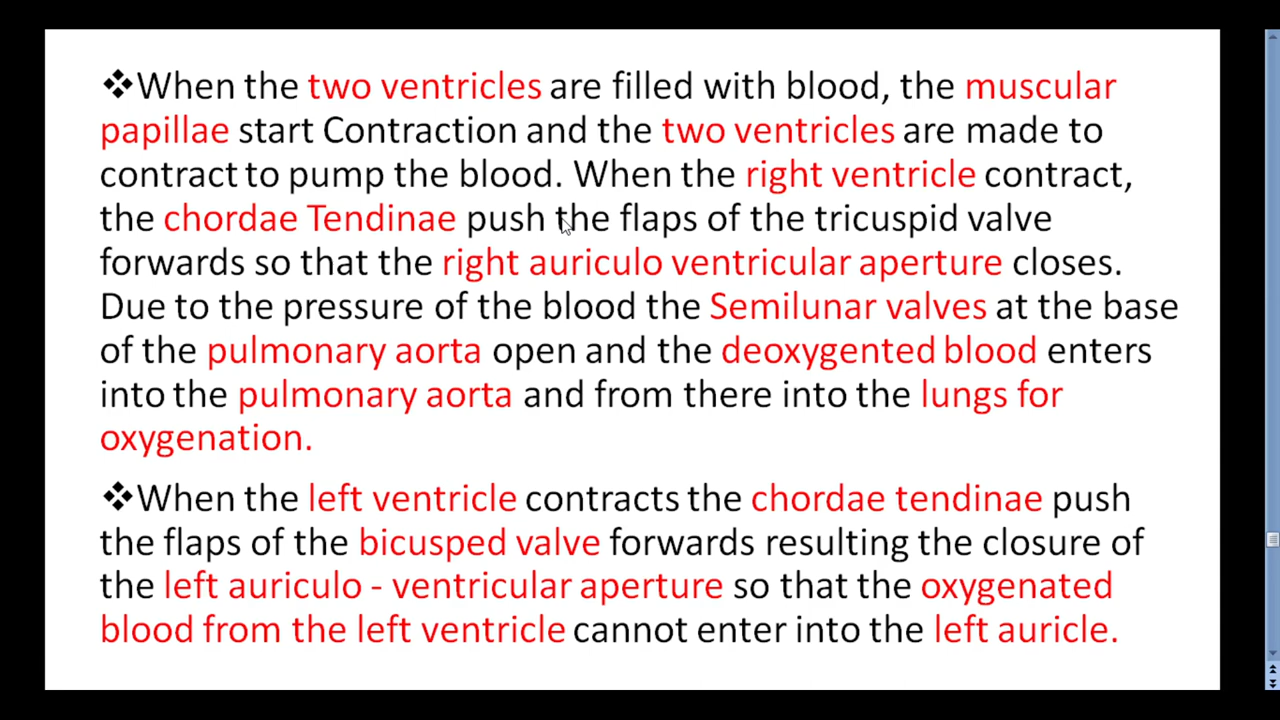 ❖When the two ventricles are filled with blood, the muscular
papillae start Contraction and the two ventricles are made to
contract to pump the blood. When the right ventricle contract,
the chordae Tendinae push the flaps of the tricuspid valve
forwards so that the right auriculo ventricular aperture closes.
Due to the pressure of the blood the Semilunar valves at the base
of the pulmonary aorta open and the deoxygented blood enters
into the pulmonary aorta and from there into the lungs for
oxygenation.
❖When the left ventricle contracts the chordae tendinae push
the flaps of the bicusped valve forwards resulting the closure of
the left auriculo - ventricular aperture so that the oxygenated
blood from the left ventricle cannot enter into the left auricle.